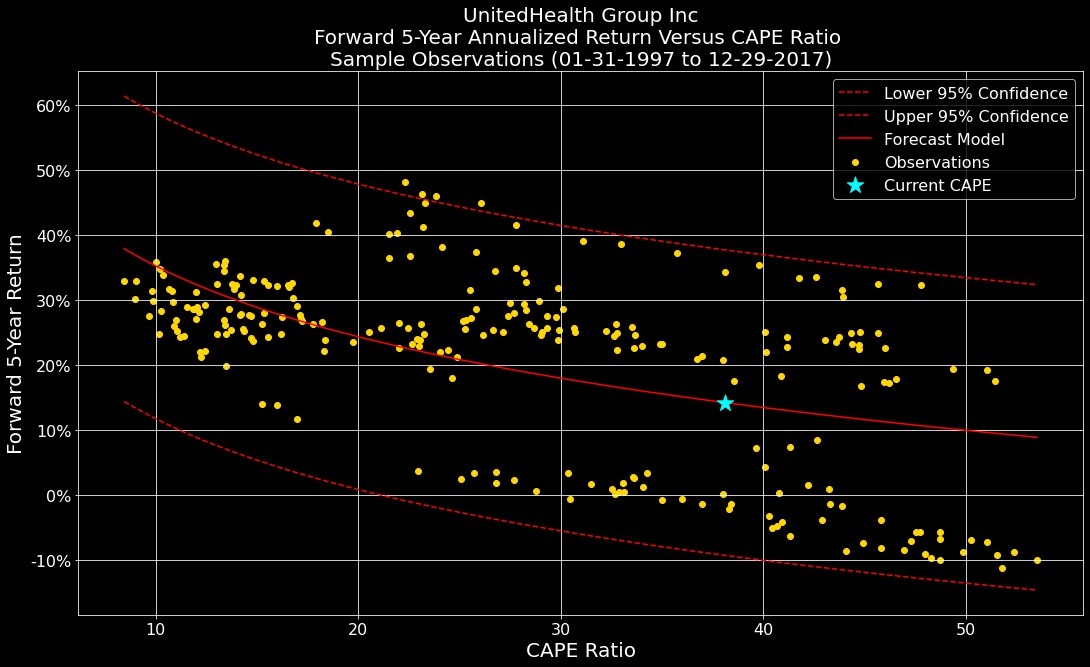 UnitedHealth Group Inc
Forward 5-Year Annualized Return Versus CAPE Ratio
Sample Observations (01-31-1997 to 12-29-2017)
Lower 95% Confidence
Upper 95% Confidence
Forecast Model
Observations
Current CAPE
Forward 5-Year Return
60%
50%
40%
30%
20%
10%
0%
-10%
10 20 30 40 50
CAPE Ratio